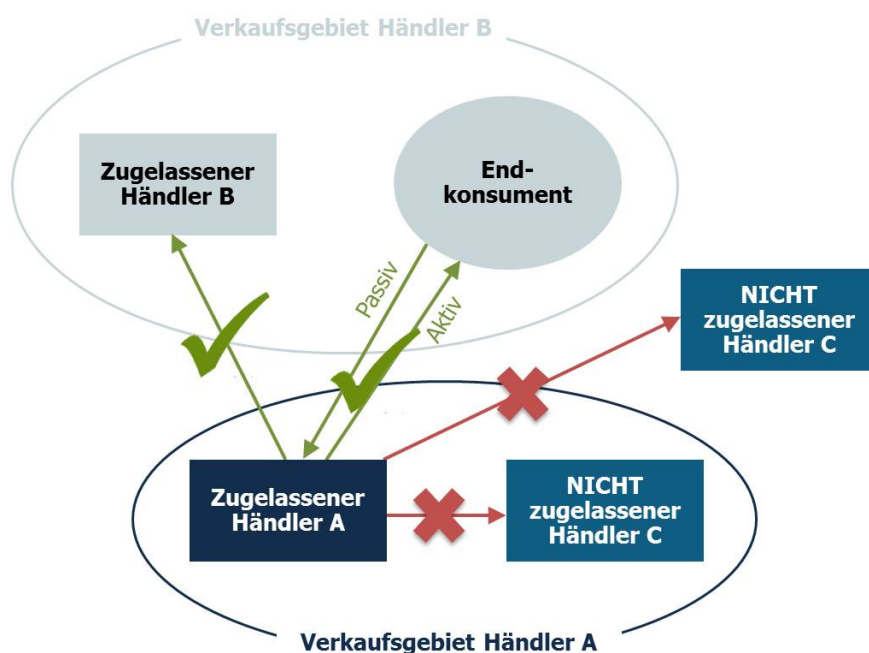 Verkaufsgebiet Händler B
Zugelassener
Händler B
End-
konsument
Passiv
Aktiv
NICHT
zugelassener
Händler C
Zugelassener
Händler A
NICHT
zugelassener
Händler C
Verkaufsgebiet Händler A